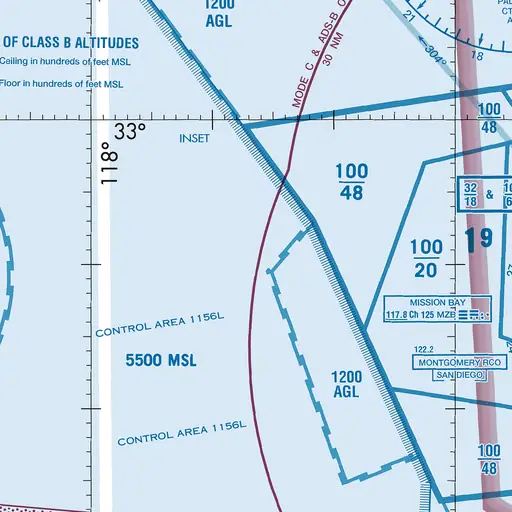 1200
AGL
OF CLASS B ALTITUDES
Ceiling in hundreds of feet MSL
Floor in hundreds of feet MSL
MODE C & ADS-B O
30 NM
21
304°
18
100
48
33°
118°
INSET
100
48
32
18
&
19
100
20
MISSION BAY
117.8 Ch 125 MZB
122.2
MONTGOMERY RCO
SAN DIEGO
CONTROL AREA 1156L
5500 MSL
1200
AGL
CONTROL AREA 1156L
100
48